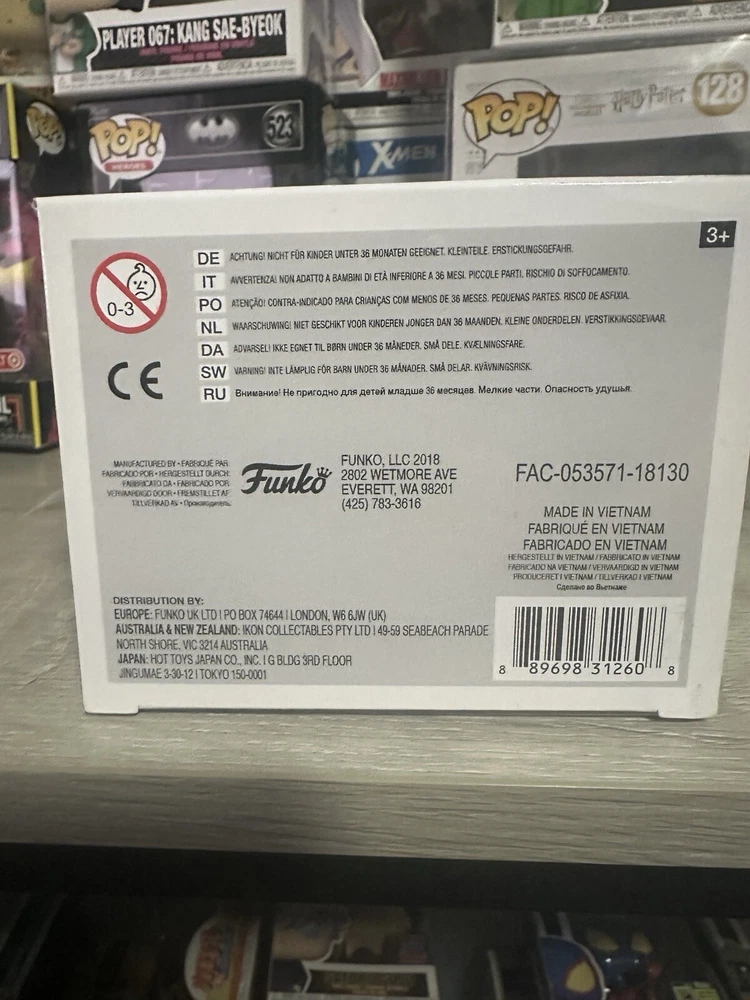 PLAYER 067: KANG SAE-BYEOK
POP!
HEROES
523
X-MEN
POP!
Harry Potter
128
3+
0-3
DE ACHTUNG! NICHT FÜR KINDER UNTER 36 MONATEN GEEIGNET. KLEINTEILE. ERSTICKUNGSGEFAHR.
IT AVVERTENZA! NON ADATTO A BAMBINI DI ETÀ INFERIORE A 36 MESI. PICCOLE PARTI, RISCHIO DI SOFFOCAMENTO.
PO ATENÇÃO! CONTRA-INDICADO PARA CRIANÇAS COM MENOS DE 36 MESES. PEQUENAS PARTES. RISCO DE ASFIXIA.
NL WAARSCHUWING! NIET GESCHIKT VOOR KINDEREN JONGER DAN 36 MAANDEN. KLEINE ONDERDELEN. VERSTIKKINGSGEVAAR.
DA ADVARSEL! IKKE EGNET TIL BØRN UNDER 36 MÅNEDER. SMÅ DELE. KVÆLNINGSFARE.
SW VARNING! INTE LÄMPLIG FÖR BARN UNDER 36 MÅNADER. SMÅ DELAR. KVÄVNINGSRISK.
RU Внимание! Не пригодно для детей младше 36 месяцев. Мелкие части. Опасность удушья.
CE
MANUFACTURED BY • FABRIQUÉ PAR
FABRICADO POR • HERGESTELLT DURCH
FABBRICATO DA • FABRICADO POR
VERVAARDIGD DOOR • FREMSTILLET AF
TILLVERKAD AV • Производитель
Funko
FUNKO, LLC 2018
2802 WETMORE AVE
EVERETT, WA 98201
(425) 783-3616
FAC-053571-18130
MADE IN VIETNAM
FABRIQUÉ EN VIETNAM
FABRICADO EN VIETNAM
HERGESTELLT IN VIETNAM / FABBRICATO IN VIETNAM
FABRICADO NA VIETNAM / VERVAARDIGD IN VIETNAM
PRODUCERET I VIETNAM / TILLVERKAD I VIETNAM
Сделано во Вьетнаме
DISTRIBUTION BY:
EUROPE: FUNKO UK LTD | PO BOX 74644 | LONDON, W6 6JW (UK)
AUSTRALIA & NEW ZEALAND: IKON COLLECTABLES PTY LTD | 49-59 SEABEACH PARADE
NORTH SHORE, VIC 3214 AUSTRALIA
JAPAN: HOT TOYS JAPAN CO., INC. | G BLDG 3RD FLOOR
JINGUMAE 3-30-12 | TOKYO 150-0001
8 89698 31260 8